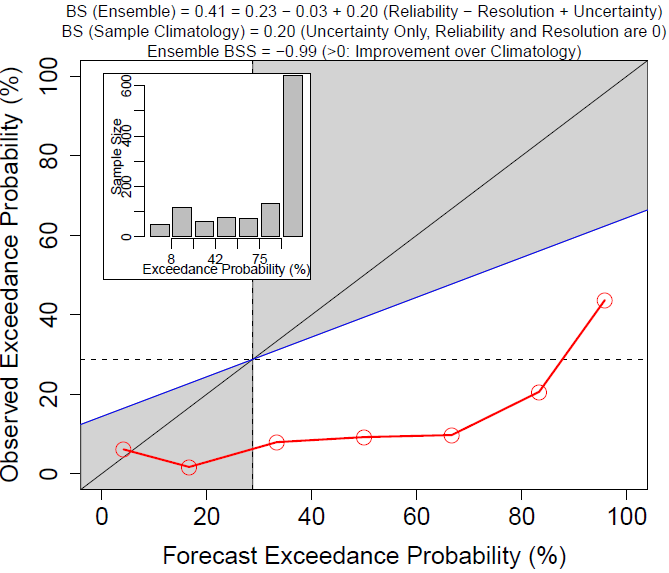 BS (Ensemble) = 0.41 = 0.23 − 0.03 + 0.20 (Reliability − Resolution + Uncertainty)
BS (Sample Climatology) = 0.20 (Uncertainty Only, Reliability and Resolution are 0)
Ensemble BSS = −0.99 (>0: Improvement over Climatology)
Observed Exceedance Probability (%)
100
80
60
40
20
0
Sample Size
600
400
200
0
8 42 75
Exceedance Probability (%)
0 20 40 60 80 100
Forecast Exceedance Probability (%)